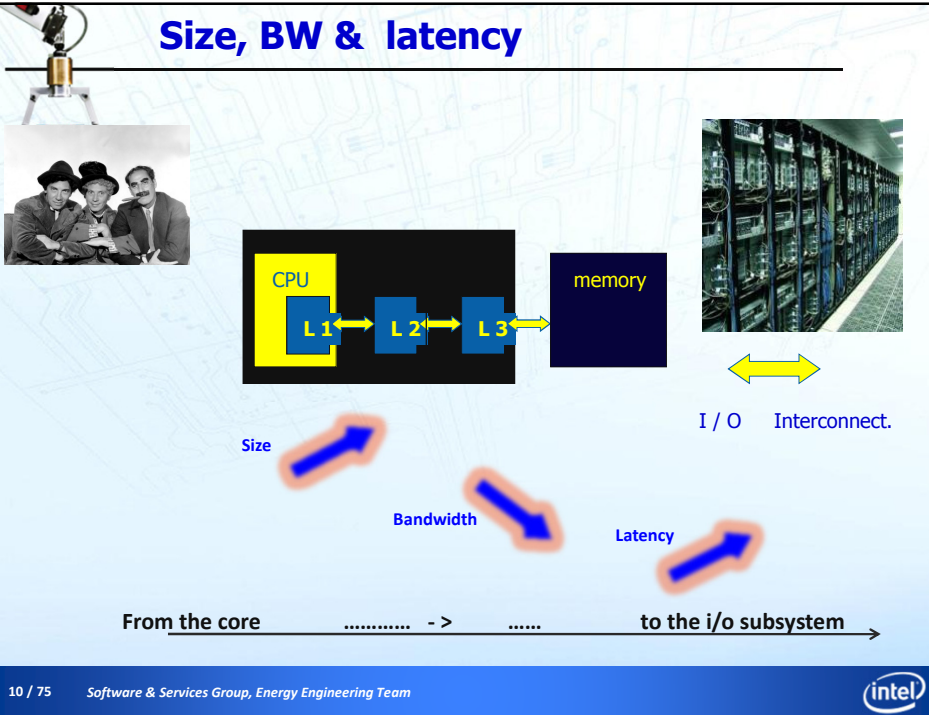 Size, BW & latency
CPU
memory
L 1
L 2
L 3
I / O Interconnect.
Size
Bandwidth
Latency
From the core ………… - > …… to the i/o subsystem
10 / 75 Software & Services Group, Energy Engineering Team
intel